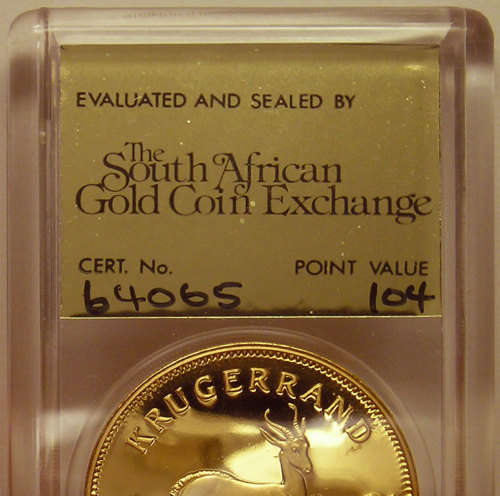 EVALUATED AND SEALED BY
The
South African
Gold Coin Exchange
CERT. No. POINT VALUE
64065 104
KRUGERRAND